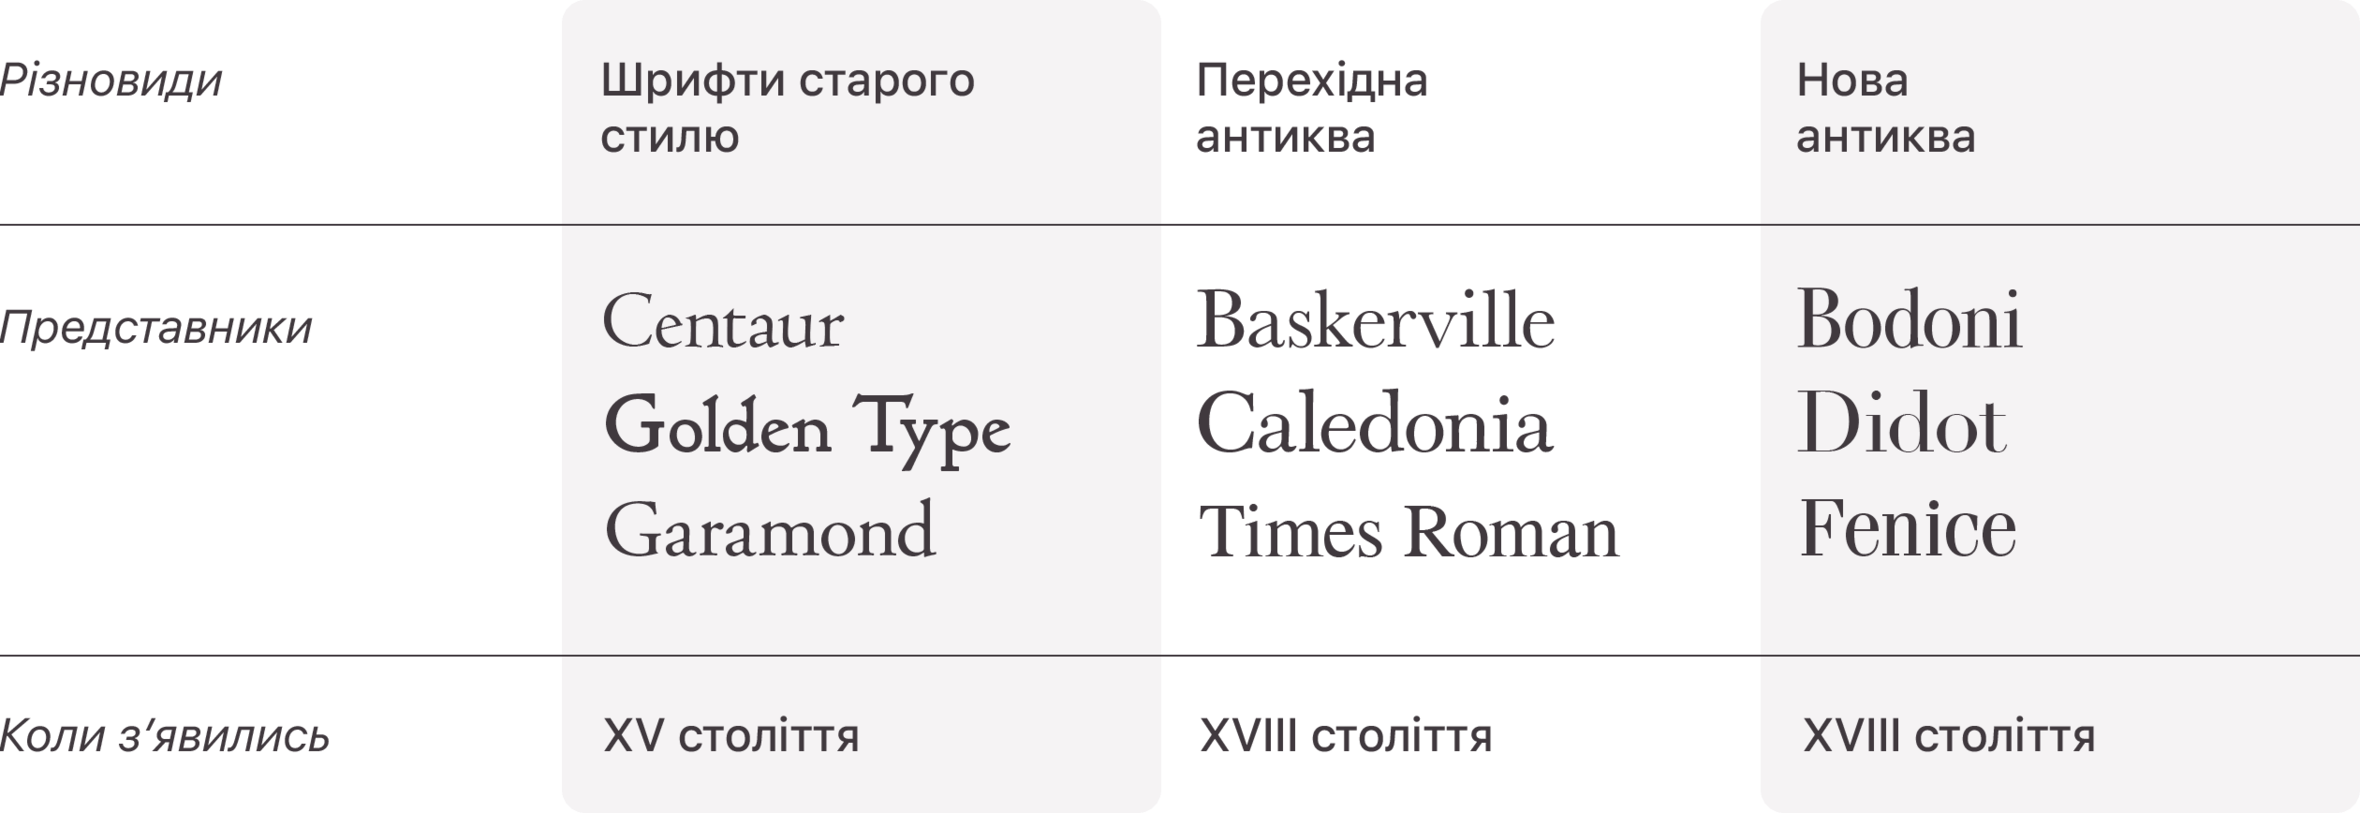 Різновиди
Шрифти старого
стилю
Перехідна
антиква
Нова
антиква
Представники
Centaur
Golden Type
Garamond
Baskerville
Caledonia
Times Roman
Bodoni
Didot
Fenice
Коли з’явились
XV століття
XVIII століття
XVIII століття